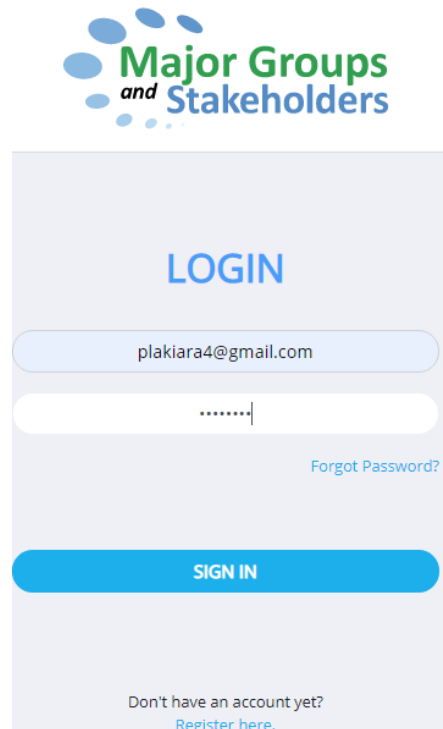 Major Groups
and Stakeholders
LOGIN
plakiara4@gmail.com
••••••••
Forgot Password?
SIGN IN
Don't have an account yet?
Register here.